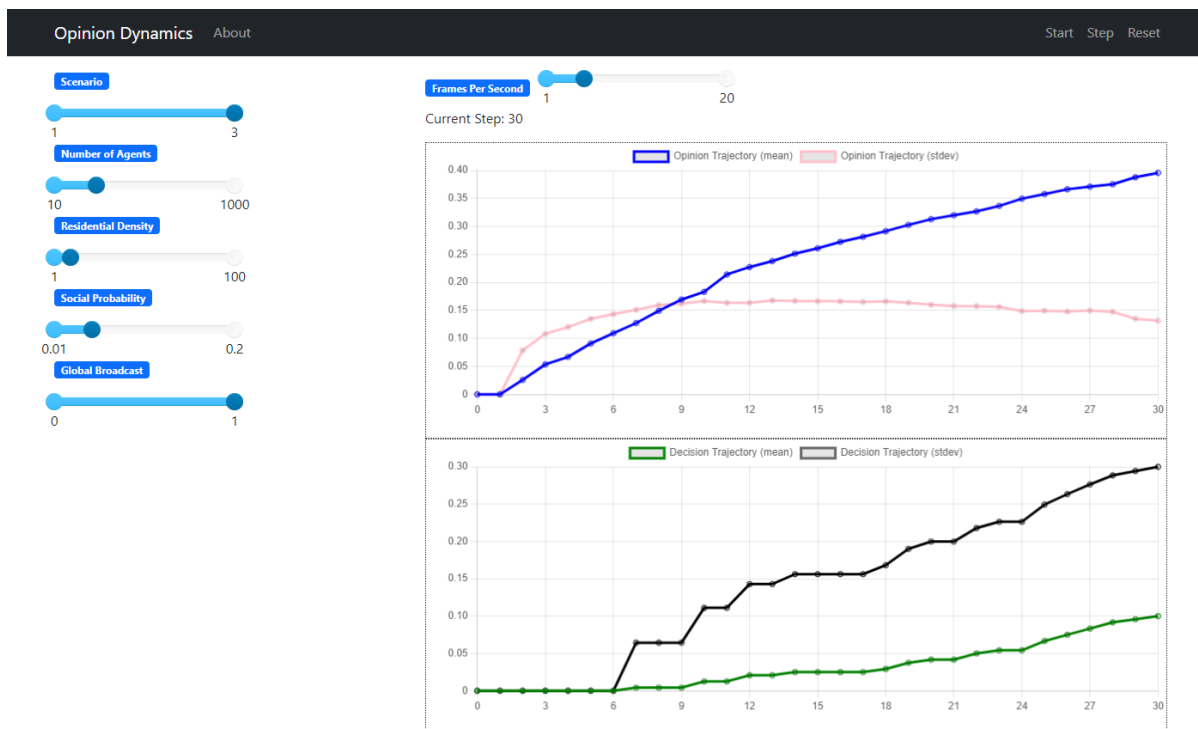 Opinion Dynamics About Start Step Reset
Scenario
1 3
Number of Agents
10 1000
Residential Density
1 100
Social Probability
0.01 0.2
Global Broadcast
0 1
Frames Per Second
1 20
Current Step: 30
Opinion Trajectory (mean) Opinion Trajectory (stdev)
0.40
0.35
0.30
0.25
0.20
0.15
0.10
0.05
0
0 3 6 9 12 15 18 21 24 27 30
Decision Trajectory (mean) Decision Trajectory (stdev)
0.30
0.25
0.20
0.15
0.10
0.05
0
0 3 6 9 12 15 18 21 24 27 30